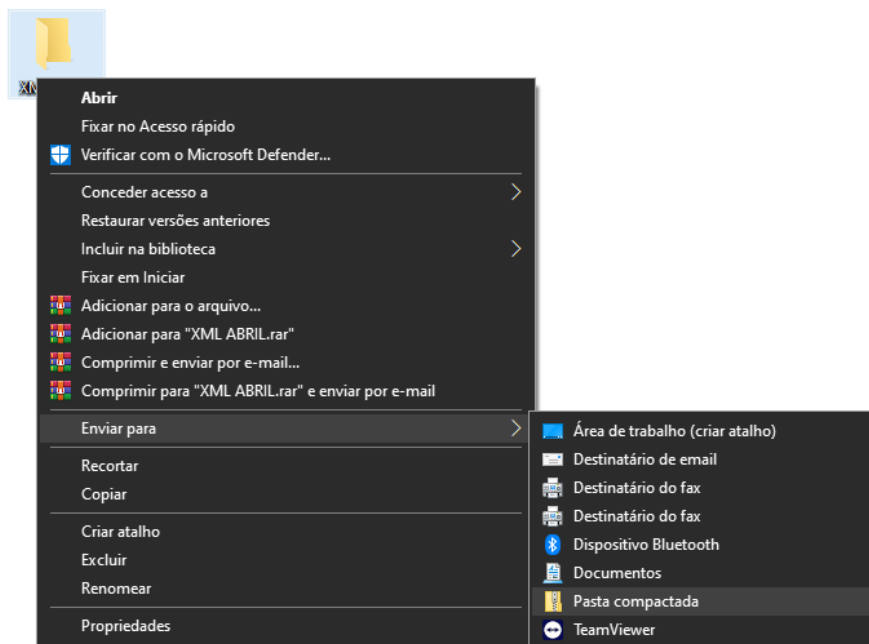 XM
Abrir
Fixar no Acesso rápido
Verificar com o Microsoft Defender...
Conceder acesso a
Restaurar versões anteriores
Incluir na biblioteca
Fixar em Iniciar
Adicionar para o arquivo...
Adicionar para "XML ABRIL.rar"
Comprimir e enviar por e-mail...
Comprimir para "XML ABRIL.rar" e enviar por e-mail
Enviar para
Recortar
Copiar
Criar atalho
Excluir
Renomear
Propriedades
Área de trabalho (criar atalho)
Destinatário de email
Destinatário do fax
Destinatário do fax
Dispositivo Bluetooth
Documentos
Pasta compactada
TeamViewer